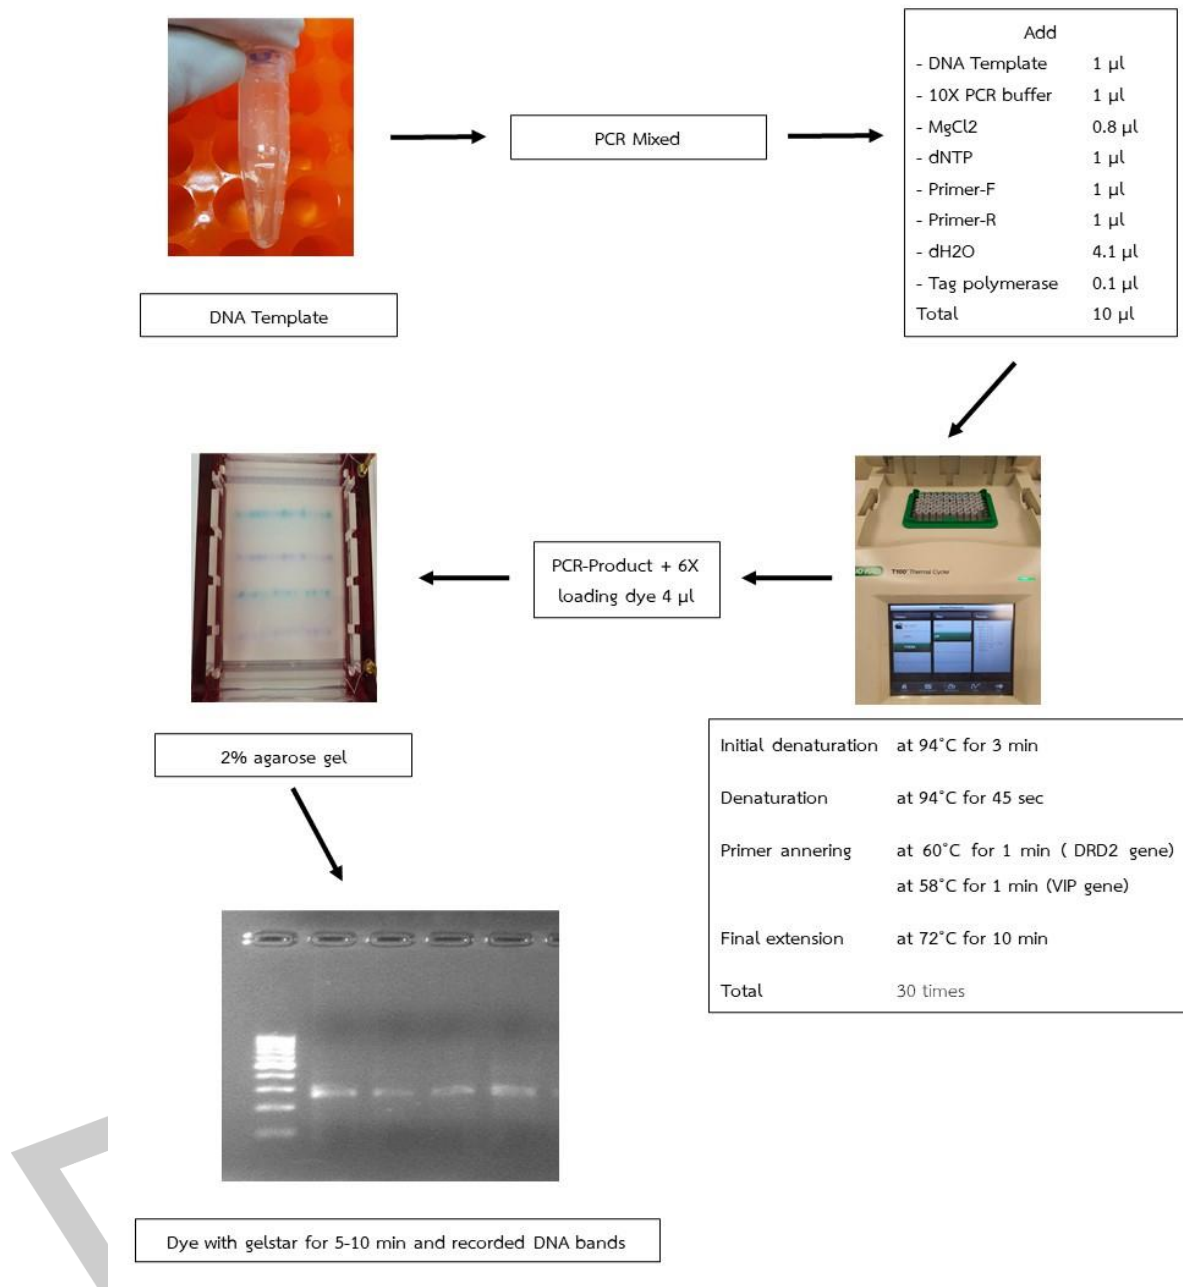 Add
- DNA Template 1 µl
- 10X PCR buffer 1 µl
- MgCl2 0.8 µl
- dNTP 1 µl
- Primer-F 1 µl
- Primer-R 1 µl
- dH2O 4.1 µl
- Tag polymerase 0.1 µl
Total 10 µl
PCR Mixed
DNA Template
PCR-Product + 6X
loading dye 4 µl
T100™ Thermal Cycler
2% agarose gel
Initial denaturation at 94˚C for 3 min
Denaturation at 94˚C for 45 sec
Primer annering at 60˚C for 1 min ( DRD2 gene)
at 58˚C for 1 min (VIP gene)
Final extension at 72˚C for 10 min
Total 30 times
Dye with gelstar for 5-10 min and recorded DNA bands